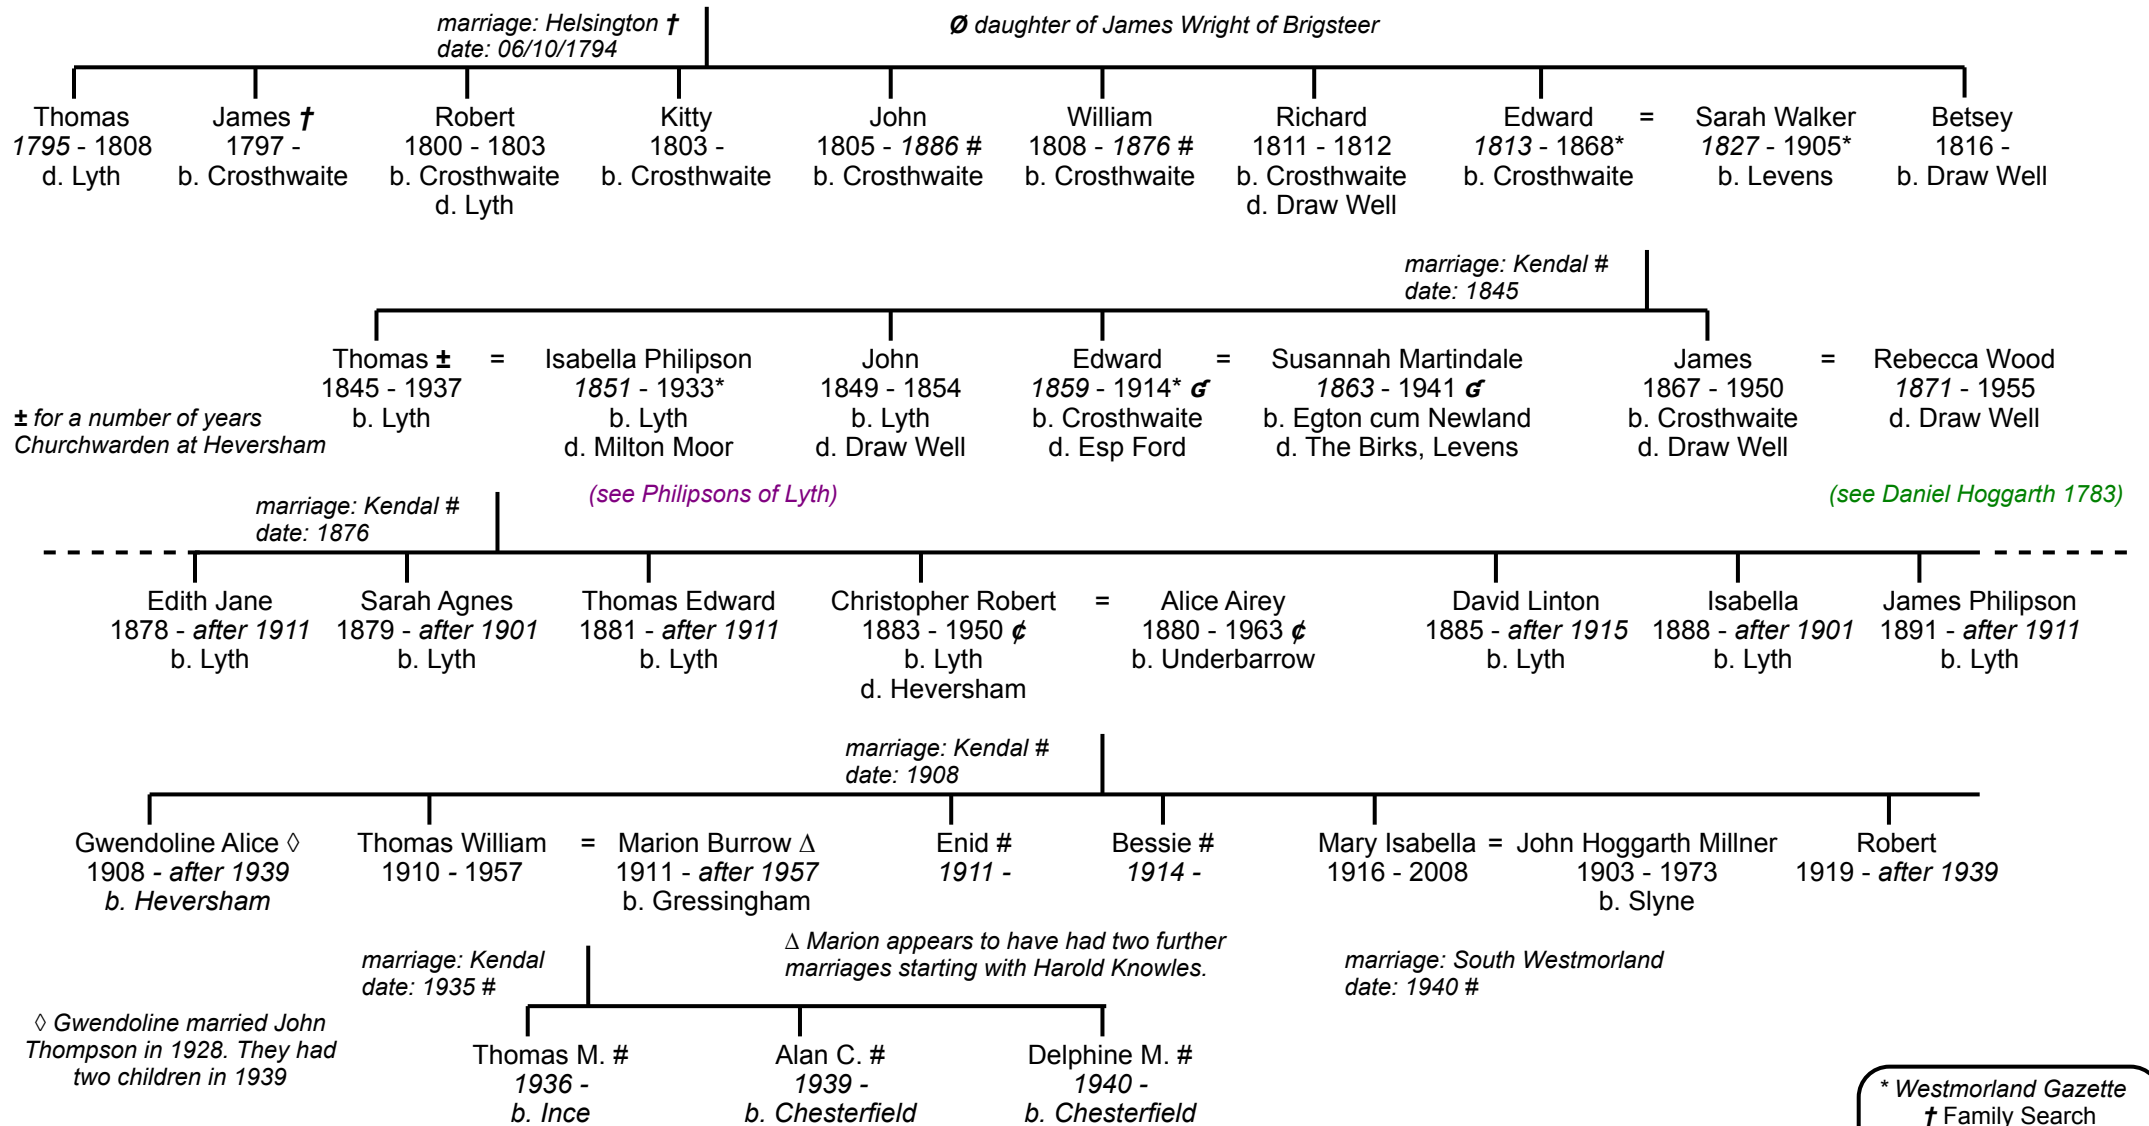 marriage: Helsington †
date: 06/10/1794
Ø daughter of James Wright of Brigsteer
Thomas
1795 - 1808
d. Lyth
James †
1797 -
b. Crosthwaite
Robert
1800 - 1803
b. Crosthwaite
d. Lyth
Kitty
1803 -
b. Crosthwaite
John
1805 - 1886 #
b. Crosthwaite
William
1808 - 1876 #
b. Crosthwaite
Richard
1811 - 1812
b. Crosthwaite
d. Draw Well
Edward
1813 - 1868*
b. Crosthwaite
=
Sarah Walker
1827 - 1905*
b. Levens
Betsey
1816 -
b. Draw Well
marriage: Kendal #
date: 1845
Thomas ±
1845 - 1937
b. Lyth
=
Isabella Philipson
1851 - 1933*
b. Lyth
d. Milton Moor
John
1849 - 1854
b. Lyth
d. Draw Well
Edward
1859 - 1914* ɠ
b. Crosthwaite
d. Esp Ford
=
Susannah Martindale
1863 - 1941 ɠ
b. Egton cum Newland
d. The Birks, Levens
James
1867 - 1950
b. Crosthwaite
d. Draw Well
=
Rebecca Wood
1871 - 1955
d. Draw Well
± for a number of years
Churchwarden at Heversham
(see Philipsons of Lyth)
(see Daniel Hoggarth 1783)
marriage: Kendal #
date: 1876
Edith Jane
1878 - after 1911
b. Lyth
Sarah Agnes
1879 - after 1901
b. Lyth
Thomas Edward
1881 - after 1911
b. Lyth
Christopher Robert
1883 - 1950 ¢
b. Lyth
d. Heversham
=
Alice Airey
1880 - 1963 ¢
b. Underbarrow
David Linton
1885 - after 1915
b. Lyth
Isabella
1888 - after 1901
b. Lyth
James Philipson
1891 - after 1911
b. Lyth
marriage: Kendal #
date: 1908
Gwendoline Alice ◊
1908 - after 1939
b. Heversham
Thomas William
1910 - 1957
=
Marion Burrow ∆
1911 - after 1957
b. Gressingham
Enid #
1911 -
Bessie #
1914 -
Mary Isabella
1916 - 2008
=
John Hoggarth Millner
1903 - 1973
b. Slyne
Robert
1919 - after 1939
marriage: Kendal
date: 1935 #
∆ Marion appears to have had two further
marriages starting with Harold Knowles.
marriage: South Westmorland
date: 1940 #
◊ Gwendoline married John
Thompson in 1928. They had
two children in 1939
Thomas M. #
1936 -
b. Ince
Alan C. #
1939 -
b. Chesterfield
Delphine M. #
1940 -
b. Chesterfield
* Westmorland Gazette
† Family Search